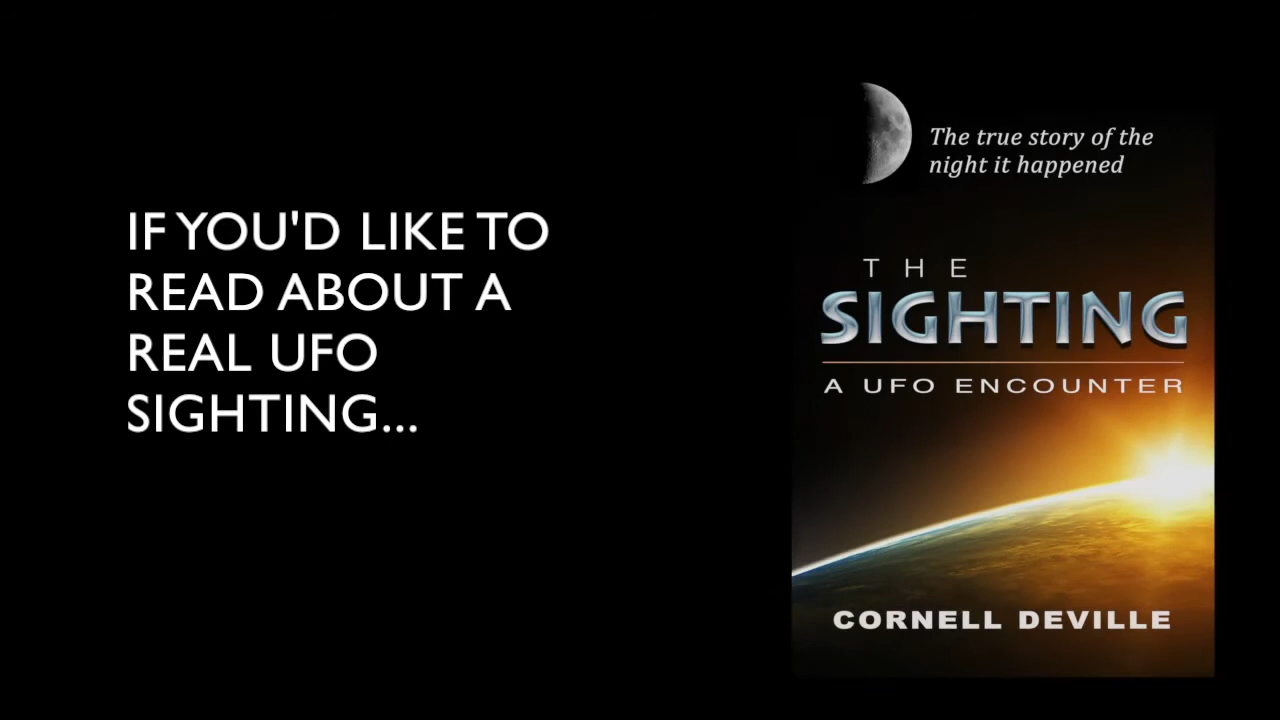 IF YOU'D LIKE TO
READ ABOUT A
REAL UFO
SIGHTING...
The true story of the
night it happened
THE
SIGHTING
A UFO ENCOUNTER
CORNELL DEVILLE